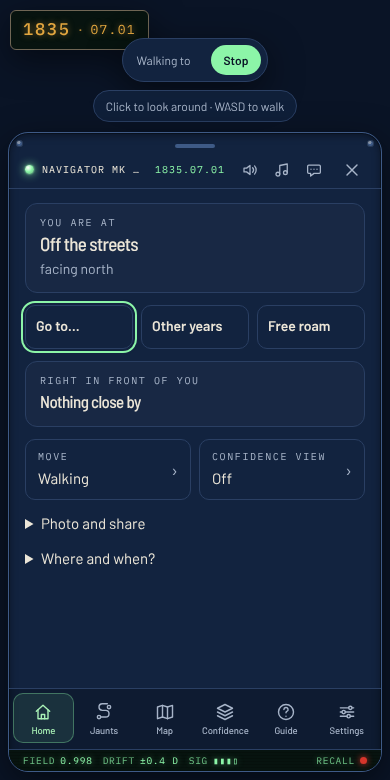 1835 · 07.01
Walking to Stop
Click to look around · WASD to walk
NAVIGATOR MK … 1835.07.01
YOU ARE AT
Off the streets
facing north
Go to… Other years Free roam
RIGHT IN FRONT OF YOU
Nothing close by
MOVE CONFIDENCE VIEW
Walking › Off ›
Photo and share
Where and when?
Home Jaunts Map Confidence Guide Settings
FIELD 0.998 DRIFT ±0.4 D SIG RECALL